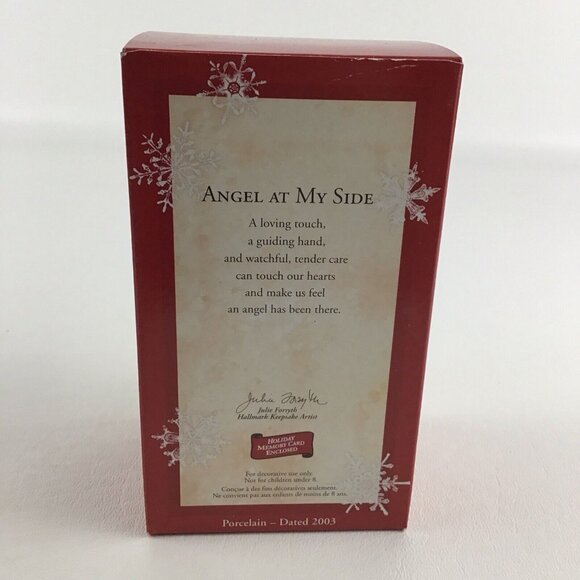 ANGEL AT MY SIDE
A loving touch,
a guiding hand,
and watchful, tender care
can touch our hearts
and make us feel
an angel has been there.
Julie Forsyth
Julie Forsyth
Hallmark Keepsake Artist
HOLIDAY
MEMORY CARD
ENCLOSED
For decorative use only.
Not for children under 8.
Conçue à des fins décoratives seulement.
Ne convient pas aux enfants de moins de 8 ans.
Porcelain – Dated 2003